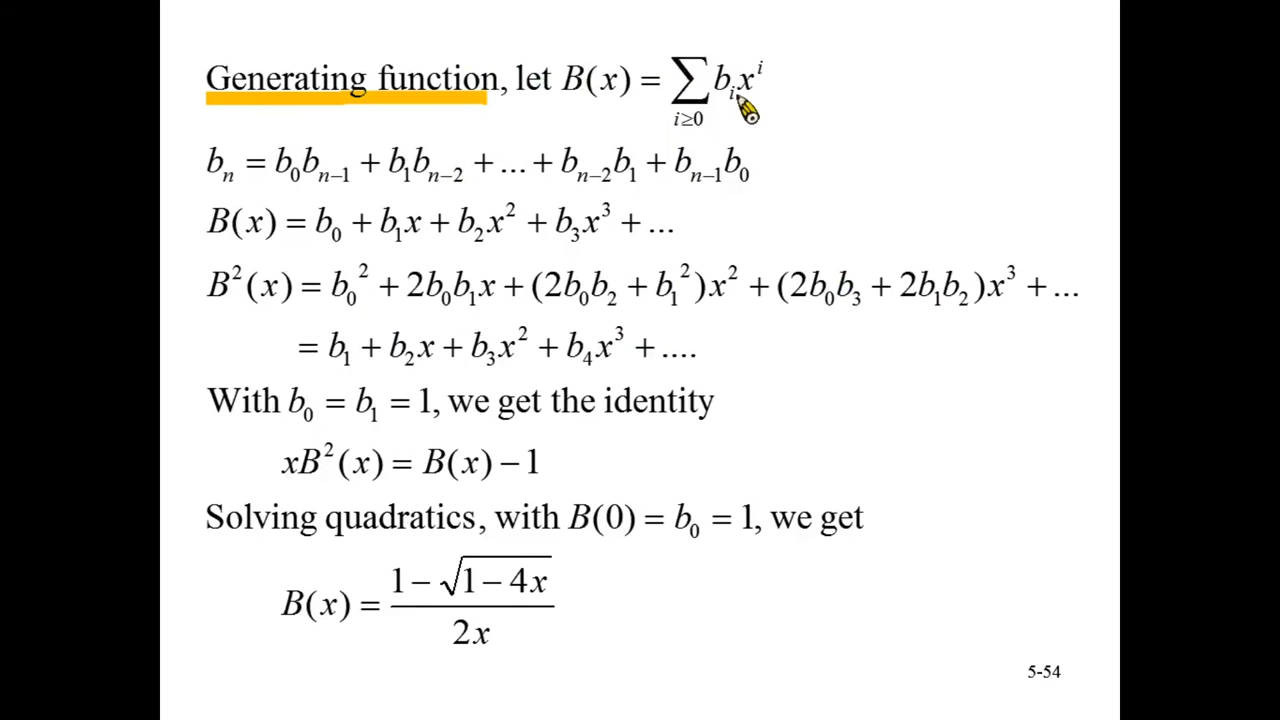 Generating function, let B(x) = ∑_{i≥0} b_i x^i
b_n = b_0b_{n−1} + b_1b_{n−2} + ... + b_{n−2}b_1 + b_{n−1}b_0
B(x) = b_0 + b_1x + b_2x^2 + b_3x^3 + ...
B^2(x) = b_0^2 + 2b_0b_1x + (2b_0b_2 + b_1^2)x^2 + (2b_0b_3 + 2b_1b_2)x^3 + ...
= b_1 + b_2x + b_3x^2 + b_4x^3 + ....
With b_0 = b_1 = 1, we get the identity
xB^2(x) = B(x) − 1
Solving quadratics, with B(0) = b_0 = 1, we get
B(x) = \frac{1 − \sqrt{1 − 4x}}{2x}
5-54